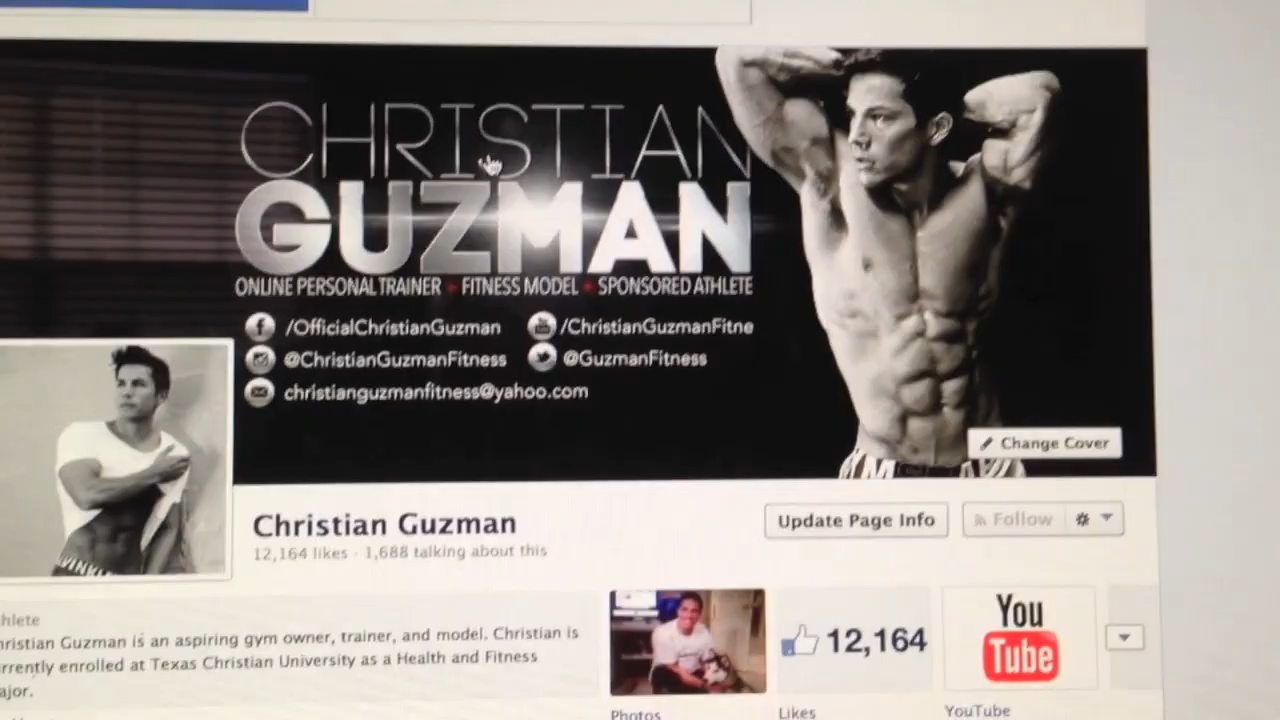 CHRISTIAN
GUZMAN
ONLINE PERSONAL TRAINER FITNESS MODEL SPONSORED ATHLETE
/OfficialChristianGuzman /ChristianGuzmanFitne
@ChristianGuzmanFitness @GuzmanFitness
christianguzmanfitness@yahoo.com
Change Cover
Christian Guzman
12,164 likes · 1,688 talking about this
Update Page Info
Follow
hlete
hristian Guzman is an aspiring gym owner, trainer, and model. Christian is
rrently enrolled at Texas Christian University as a Health and Fitness
ajor.
12,164
You
Tube
Photos
Likes
YouTube